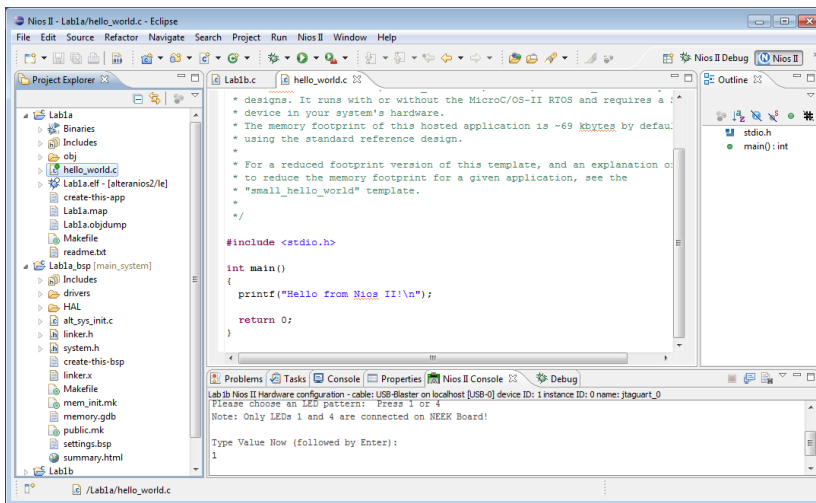 Nios II - Lab1a/hello_world.c - Eclipse
File Edit Source Refactor Navigate Search Project Run Nios II Window Help
Nios II Debug Nios II
Project Explorer
Lab1a
Binaries
Includes
obj
hello_world.c
Lab1a.elf - [alteranios2/le]
create-this-app
Lab1a.map
Lab1a.objdump
Makefile
readme.txt
Lab1a_bsp [main_system]
Includes
drivers
HAL
alt_sys_init.c
linker.h
system.h
create-this-bsp
linker.x
Makefile
mem_init.mk
memory.gdb
public.mk
settings.bsp
summary.html
Lab1b
Lab1b.c hello_world.c
* designs. It runs with or without the MicroC/OS-II RTOS and requires a
* device in your system's hardware.
* The memory footprint of this hosted application is ~69 kbytes by defau
* using the standard reference design.
*
* For a reduced footprint version of this template, and an explanation o
* to reduce the memory footprint for a given application, see the
* "small_hello_world" template.
*
*/
#include <stdio.h>
int main()
{
printf("Hello from Nios II!\n");
return 0;
}
Outline
stdio.h
main() : int
Problems Tasks Console Properties Nios II Console Debug
Lab1b Nios II Hardware configuration - cable: USB-Blaster on localhost [USB-0] device ID: 1 instance ID: 0 name: jtaguart_0
Please choose an LED pattern: Press 1 or 4
Note: Only LEDs 1 and 4 are connected on NEEK Board!
Type Value Now (followed by Enter):
1
/Lab1a/hello_world.c